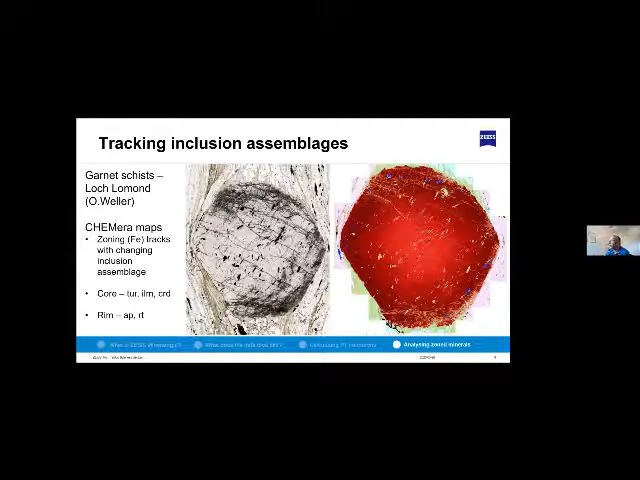 Tracking inclusion assemblages
ZEISS
Garnet schists –
Loch Lomond
(O.Weller)
CHEMera maps
• Zoning (Fe) tracks
with changing
inclusion
assemblage
• Core – tur, ilm, crd
• Rim – ap, rt
Analysing zoned minerals